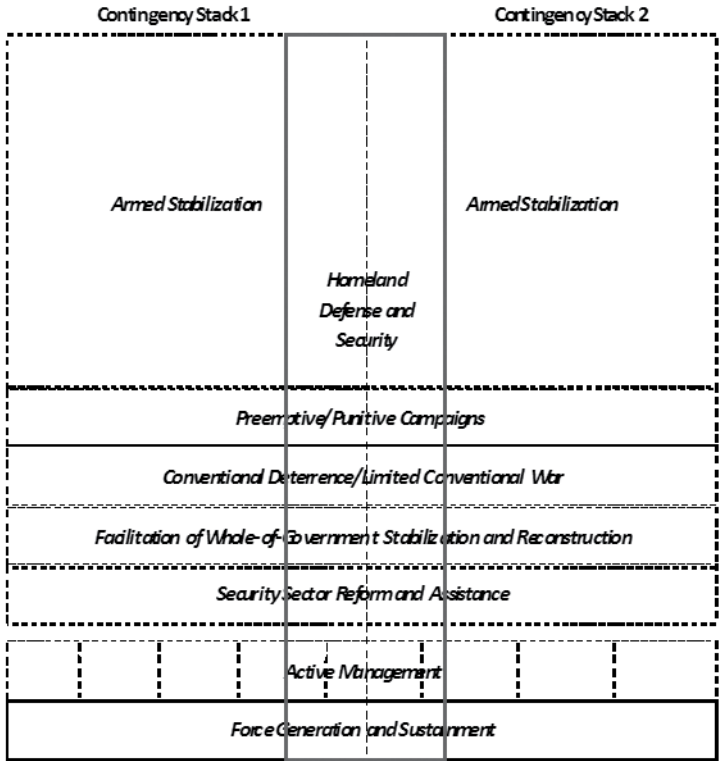 Contingency Stack 1
Contingency Stack 2
Armed Stabilization
Armed Stabilization
Homeland
Defense and
Security
Preemptive/Punitive Campaigns
Conventional Deterrence/Limited Conventional War
Facilitation of Whole-of-Government Stabilization and Reconstruction
Security Sector Reform and Assistance
Active Management
Force Generation and Sustainment